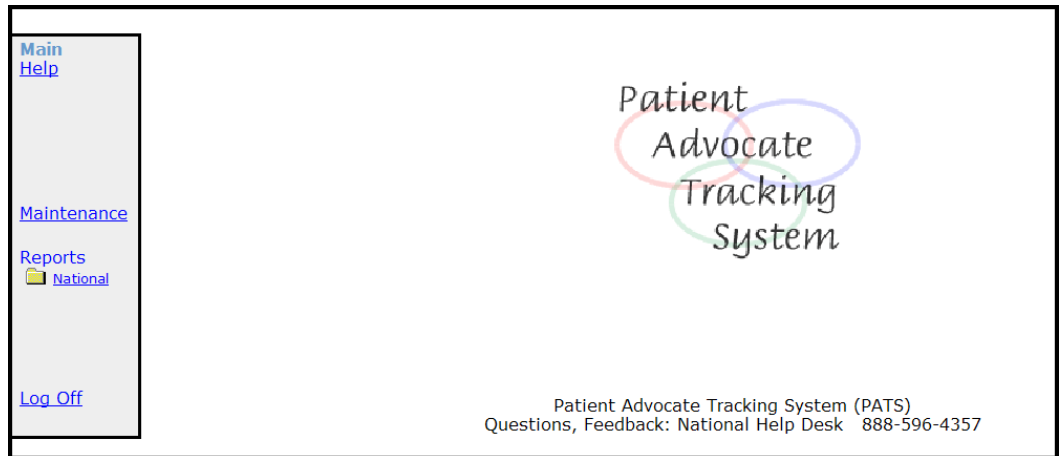 Main
Help
Maintenance
Reports
National
Log Off
Patient
Advocate
Tracking
System
Patient Advocate Tracking System (PATS)
Questions, Feedback: National Help Desk 888-596-4357